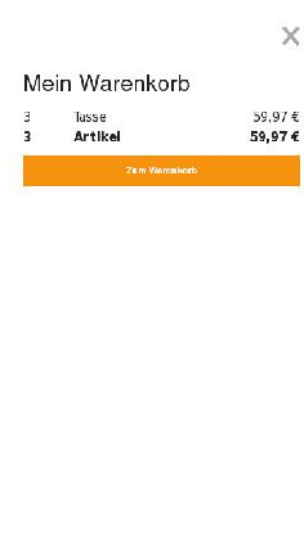 Mein Warenkorb
3 Tasse 59,97 €
3 Artikel 59,97 €
Zum Warenkorb